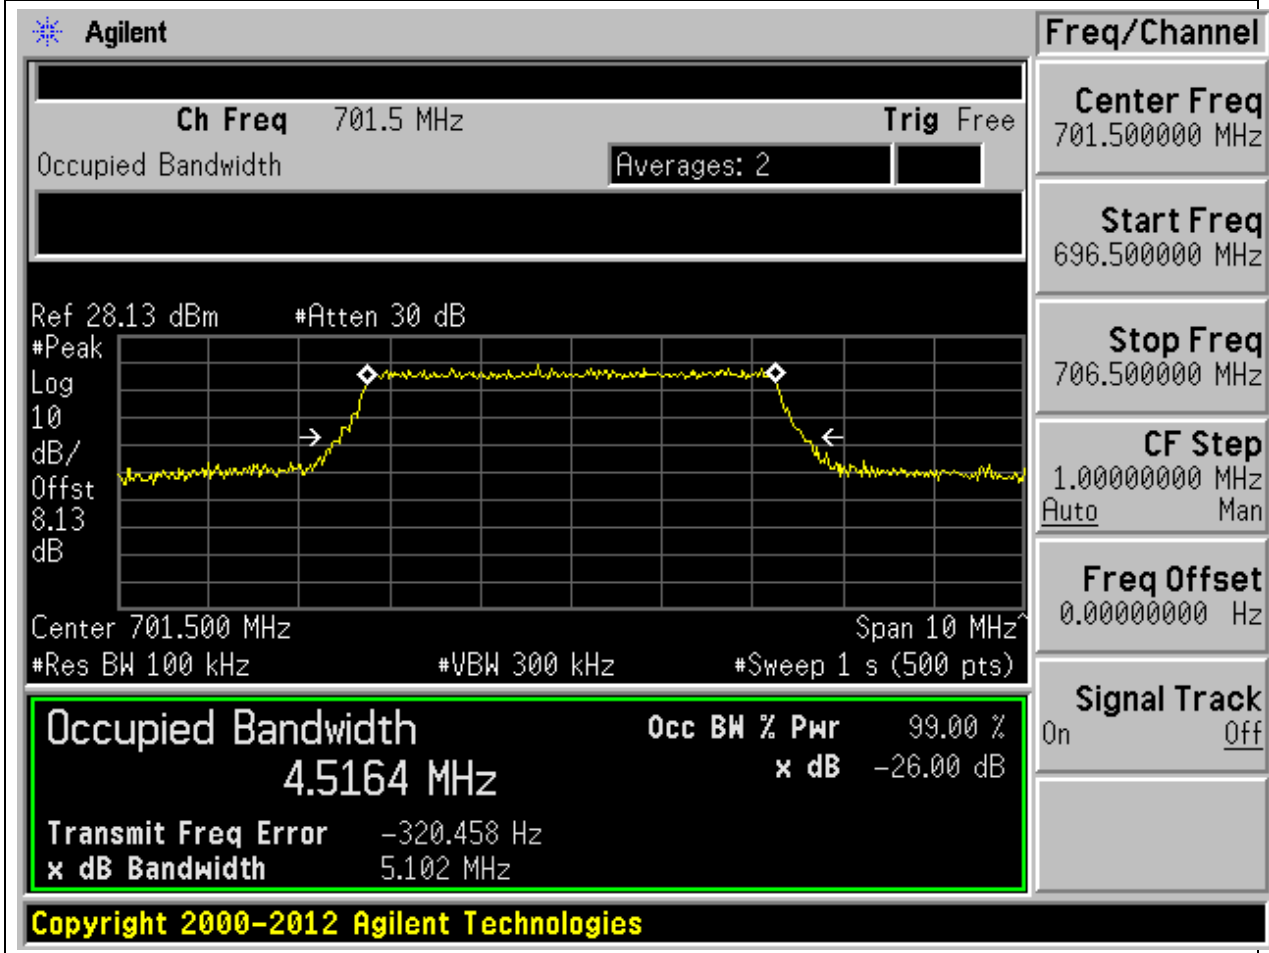 Agilent
Freq/Channel
Ch Freq 701.5 MHz Trig Free
Occupied Bandwidth Averages: 2
Ref 28.13 dBm #Atten 30 dB
#Peak
Log
10
dB/
Offst
8.13
dB
Center 701.500 MHz Span 10 MHz^
#Res BW 100 kHz #VBW 300 kHz #Sweep 1 s (500 pts)
Occupied Bandwidth Occ BW % Pwr 99.00 %
4.5164 MHz x dB -26.00 dB
Transmit Freq Error -320.458 Hz
x dB Bandwidth 5.102 MHz
Copyright 2000-2012 Agilent Technologies
Center Freq
701.500000 MHz
Start Freq
696.500000 MHz
Stop Freq
706.500000 MHz
CF Step
1.00000000 MHz
Auto Man
Freq Offset
0.00000000 Hz
Signal Track
On Off